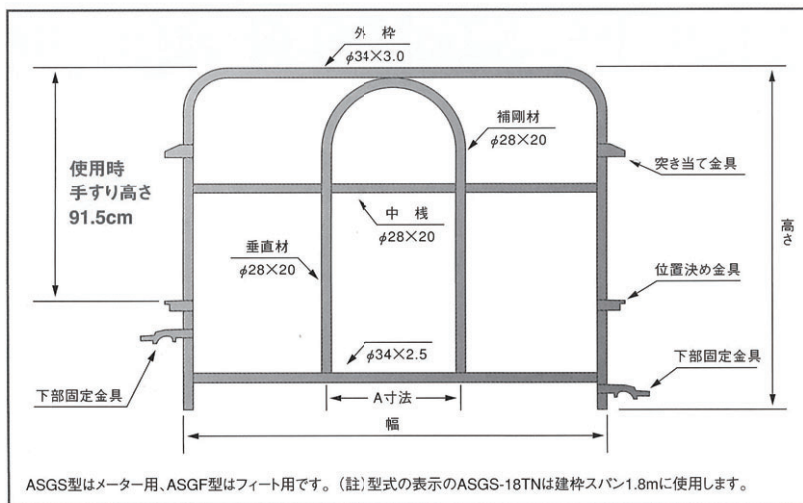 外 枠
φ34×3.0
補剛材
φ28×20
突き当て金具
使用時
手すり高さ
91.5cm
中 桟
φ28×20
高さ
垂直材
φ28×20
位置決め金具
φ34×2.5
下部固定金具
下部固定金具
A寸法
幅
ASGS型はメーター用、ASGF型はフィート用です。（註）型式の表示のASGS-18TNは建枠スパン1.8mに使用します。